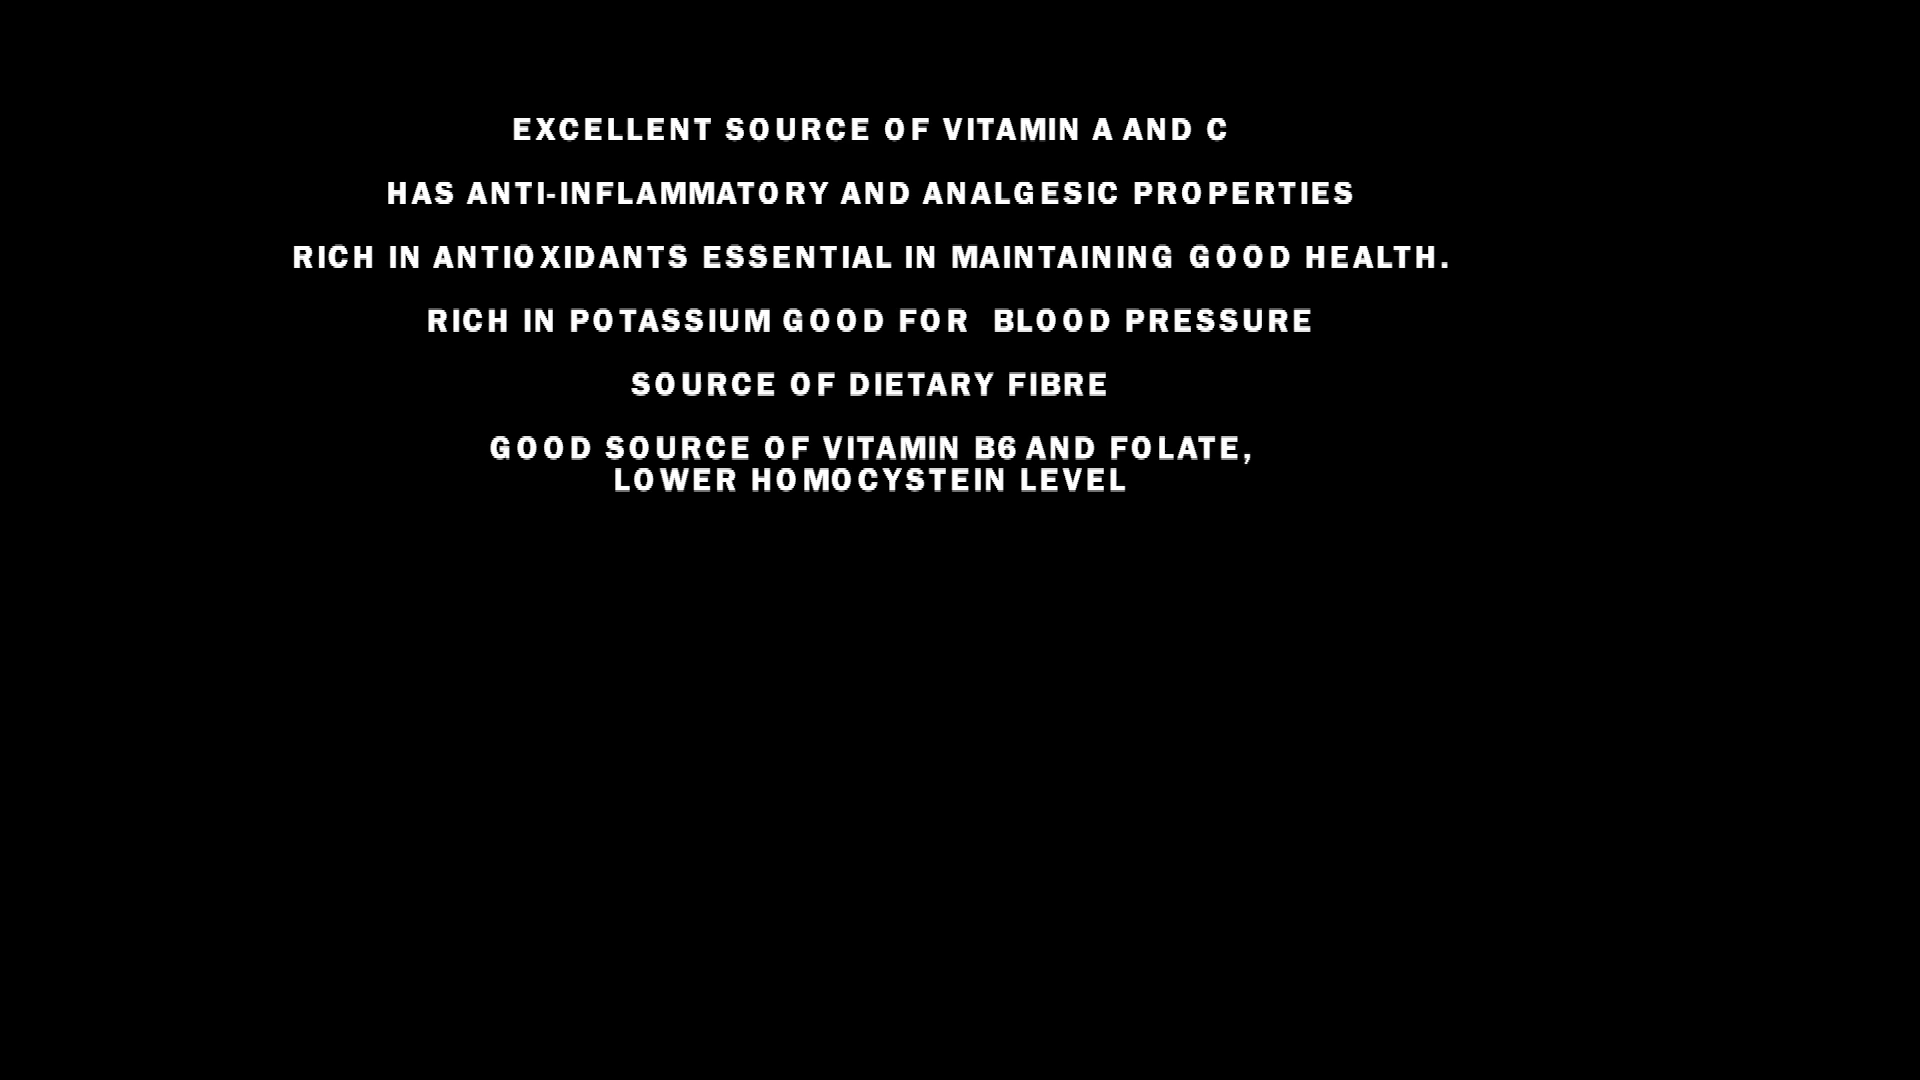 EXCELLENT SOURCE OF VITAMIN A AND C
HAS ANTI-INFLAMMATORY AND ANALGESIC PROPERTIES
RICH IN ANTIOXIDANTS ESSENTIAL IN MAINTAINING GOOD HEALTH.
RICH IN POTASSIUM GOOD FOR  BLOOD PRESSURE
SOURCE OF DIETARY FIBRE
GOOD SOURCE OF VITAMIN B6 AND FOLATE,
LOWER HOMOCYSTEIN LEVEL